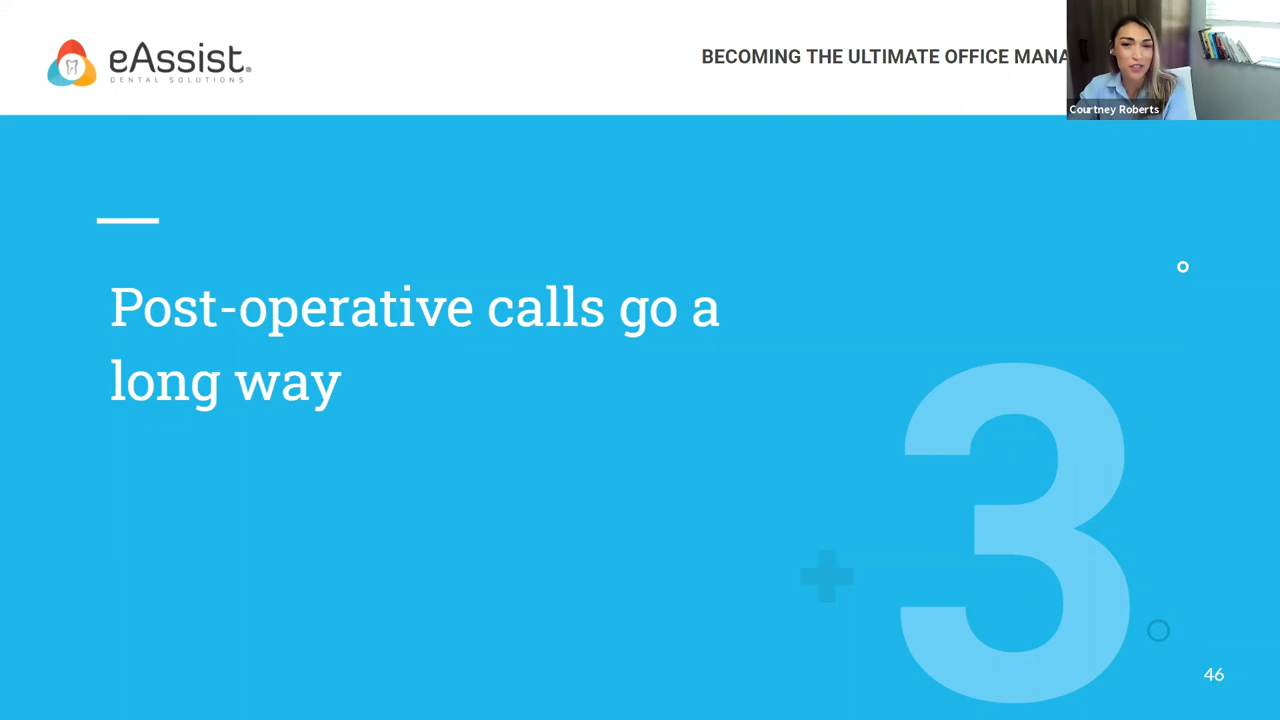 eAssist
DENTAL SOLUTIONS
BECOMING THE ULTIMATE OFFICE MANA
Courtney Roberts
Post-operative calls go a
long way
3
46